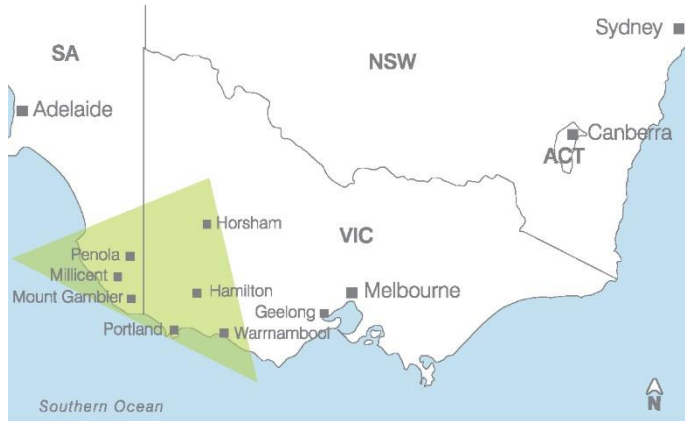 Sydney
SA
NSW
Adelaide
Canberra
ACT
Horsham
VIC
Penola
Millicent
Hamilton
Melbourne
Mount Gambier
Geelong
Portland
Warrnambool
Southern Ocean
N